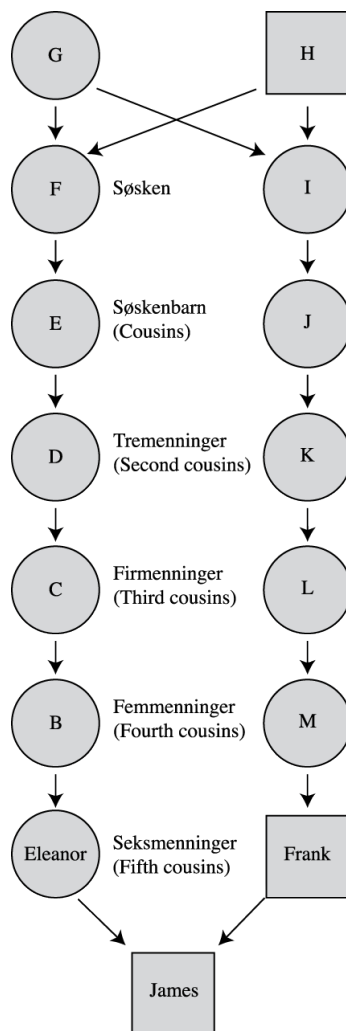 G
H
F
Søsken
I
E
Søskenbarn
(Cousins)
J
D
Tremenninger
(Second cousins)
K
C
Firmenninger
(Third cousins)
L
B
Femmenninger
(Fourth cousins)
M
Eleanor
Seksmenninger
(Fifth cousins)
Frank
James